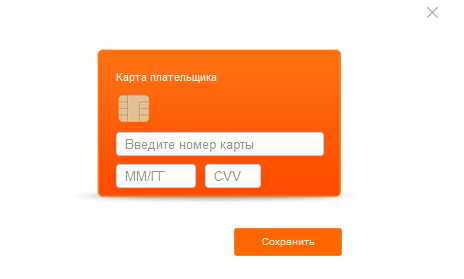 Карта плательщика
Введите номер карты
ММ/ГГ CVV
Сохранить